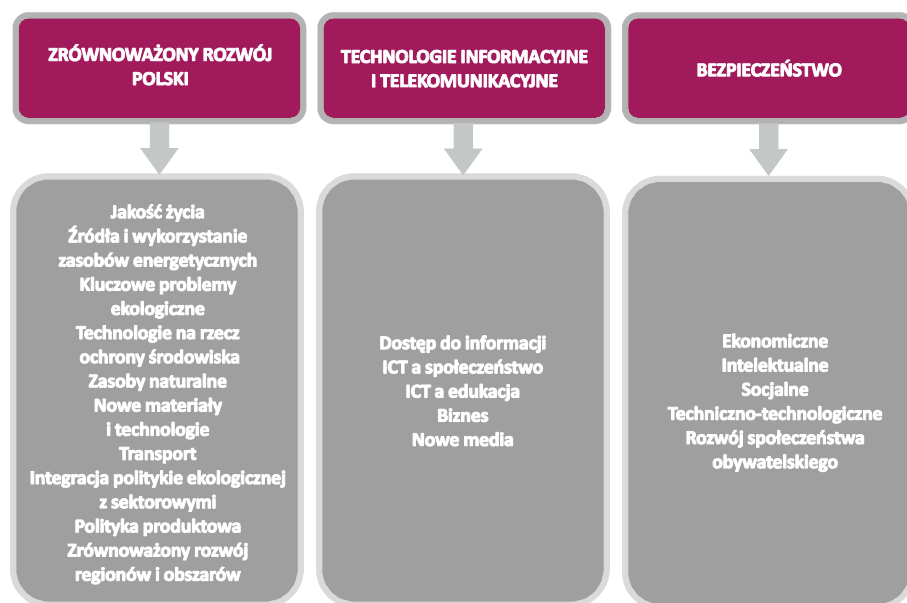 ZRÓWNOWAŻONY ROZWÓJ
POLSKI
Jakość życia
Źródła i wykorzystanie
zasobów energetycznych
Kluczowe problemy
ekologiczne
Technologie na rzecz
ochrony środowiska
Zasoby naturalne
Nowe materiały
i technologie
Transport
Integracja politykie ekologicznej
z sektorowymi
Polityka produktowa
Zrównoważony rozwój
regionów i obszarów
TECHNOLOGIE INFORMACYJNE
I TELEKOMUNIKACYJNE
Dostęp do informacji
ICT a społeczeństwo
ICT a edukacja
Biznes
Nowe media
BEZPIECZEŃSTWO
Ekonomiczne
Intelektualne
Socjalne
Techniczno-technologiczne
Rozwój społeczeństwa
obywatelskiego